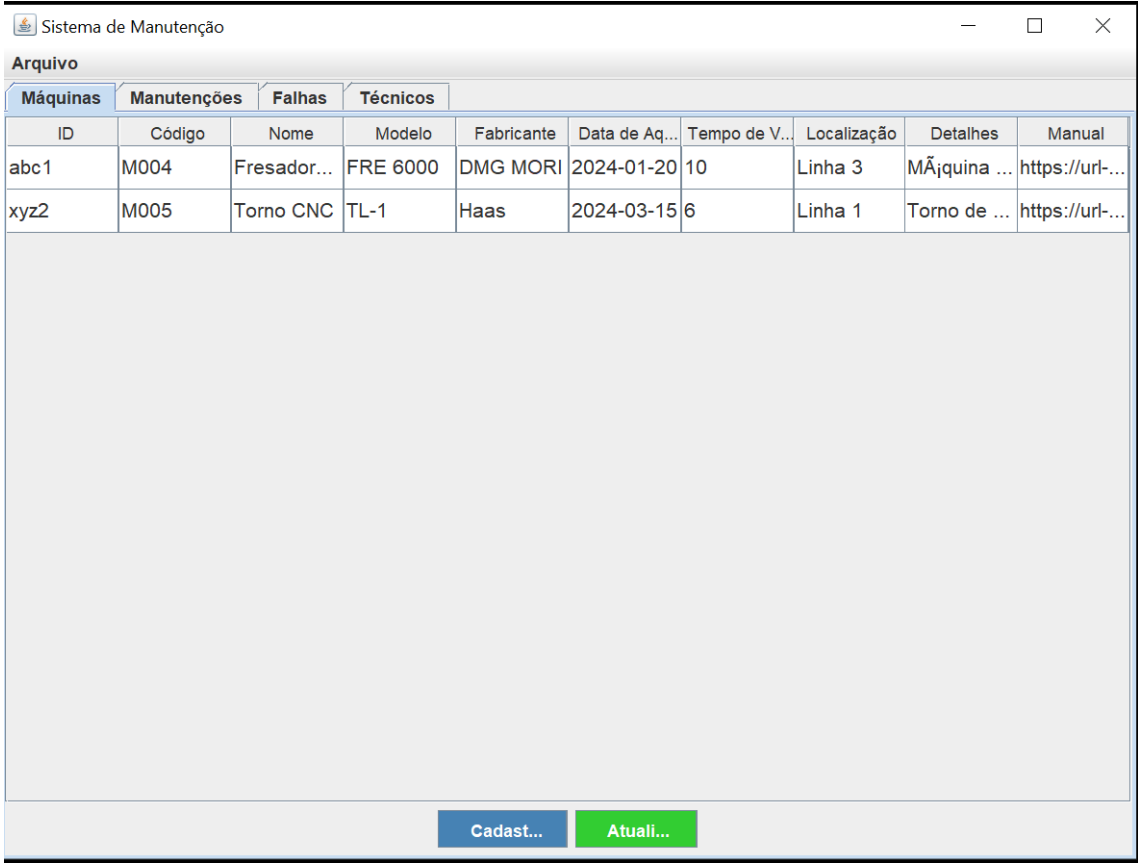 Sistema de Manutenção
Arquivo
Máquinas Manutenções Falhas Técnicos
ID Código Nome Modelo Fabricante Data de Aq... Tempo de V... Localização Detalhes Manual
abc1 M004 Fresador... FRE 6000 DMG MORI 2024-01-20 10 Linha 3 MÃ¡quina ... https://url-...
xyz2 M005 Torno CNC TL-1 Haas 2024-03-15 6 Linha 1 Torno de ... https://url-...
Cadast... Atuali...